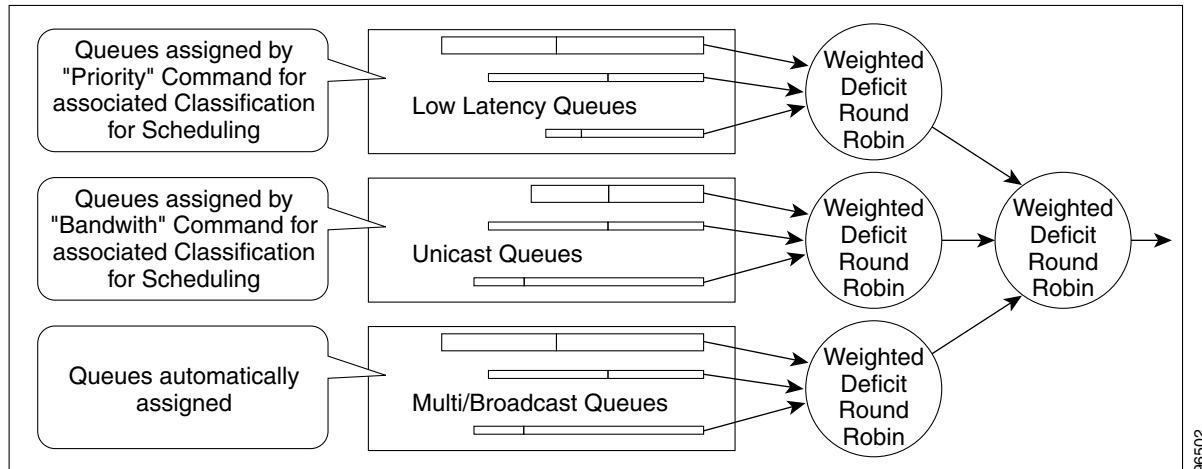 Queues assigned by
"Priority" Command for
associated Classification
for Scheduling
Low Latency Queues
Weighted
Deficit
Round
Robin
Queues assigned by
"Bandwith" Command for
associated Classification
for Scheduling
Unicast Queues
Weighted
Deficit
Round
Robin
Weighted
Deficit
Round
Robin
Queues automatically
assigned
Multi/Broadcast Queues
Weighted
Deficit
Round
Robin